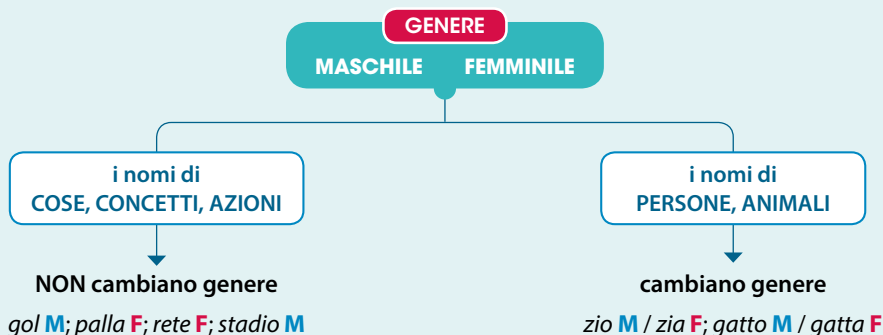 GENERE
MASCHILE FEMMINILE
i nomi di
COSE, CONCETTI, AZIONI
NON cambiano genere
gol M; palla F; rete F; stadio M
i nomi di
PERSONE, ANIMALI
cambiano genere
zio M / zia F; gatto M / gatta F